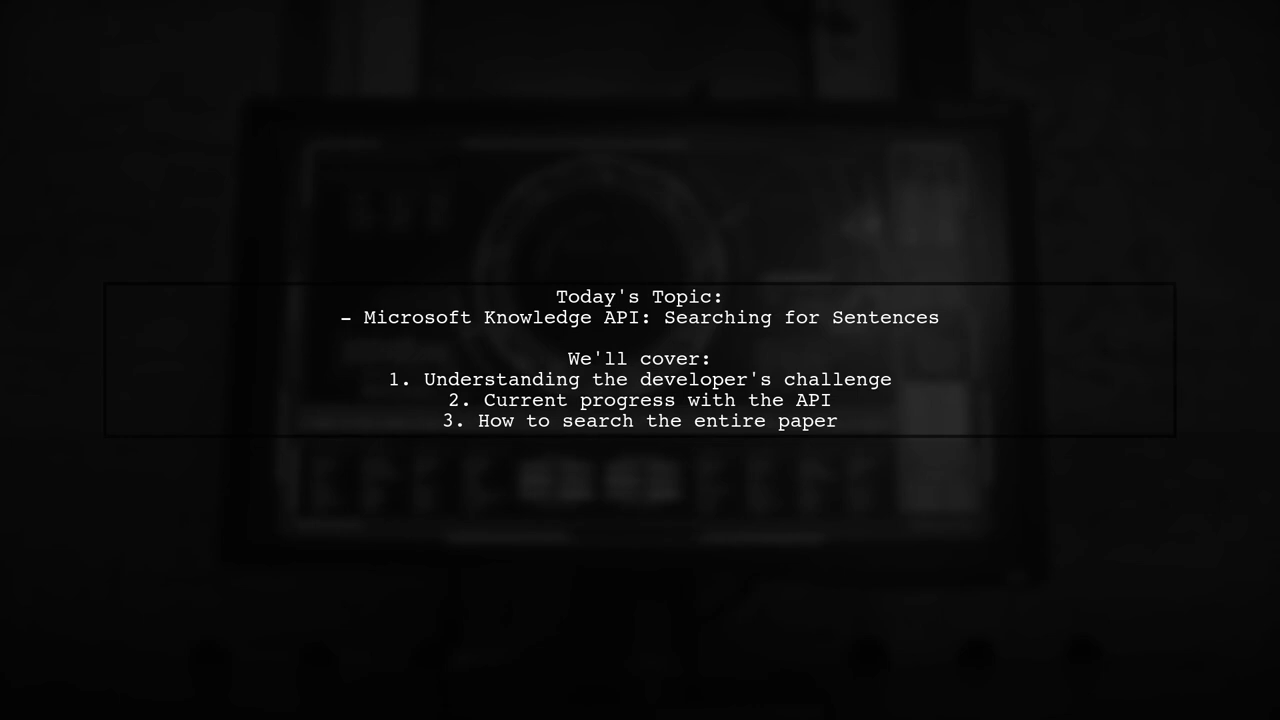 Today's Topic:
- Microsoft Knowledge API: Searching for Sentences
We'll cover:
1. Understanding the developer's challenge
2. Current progress with the API
3. How to search the entire paper